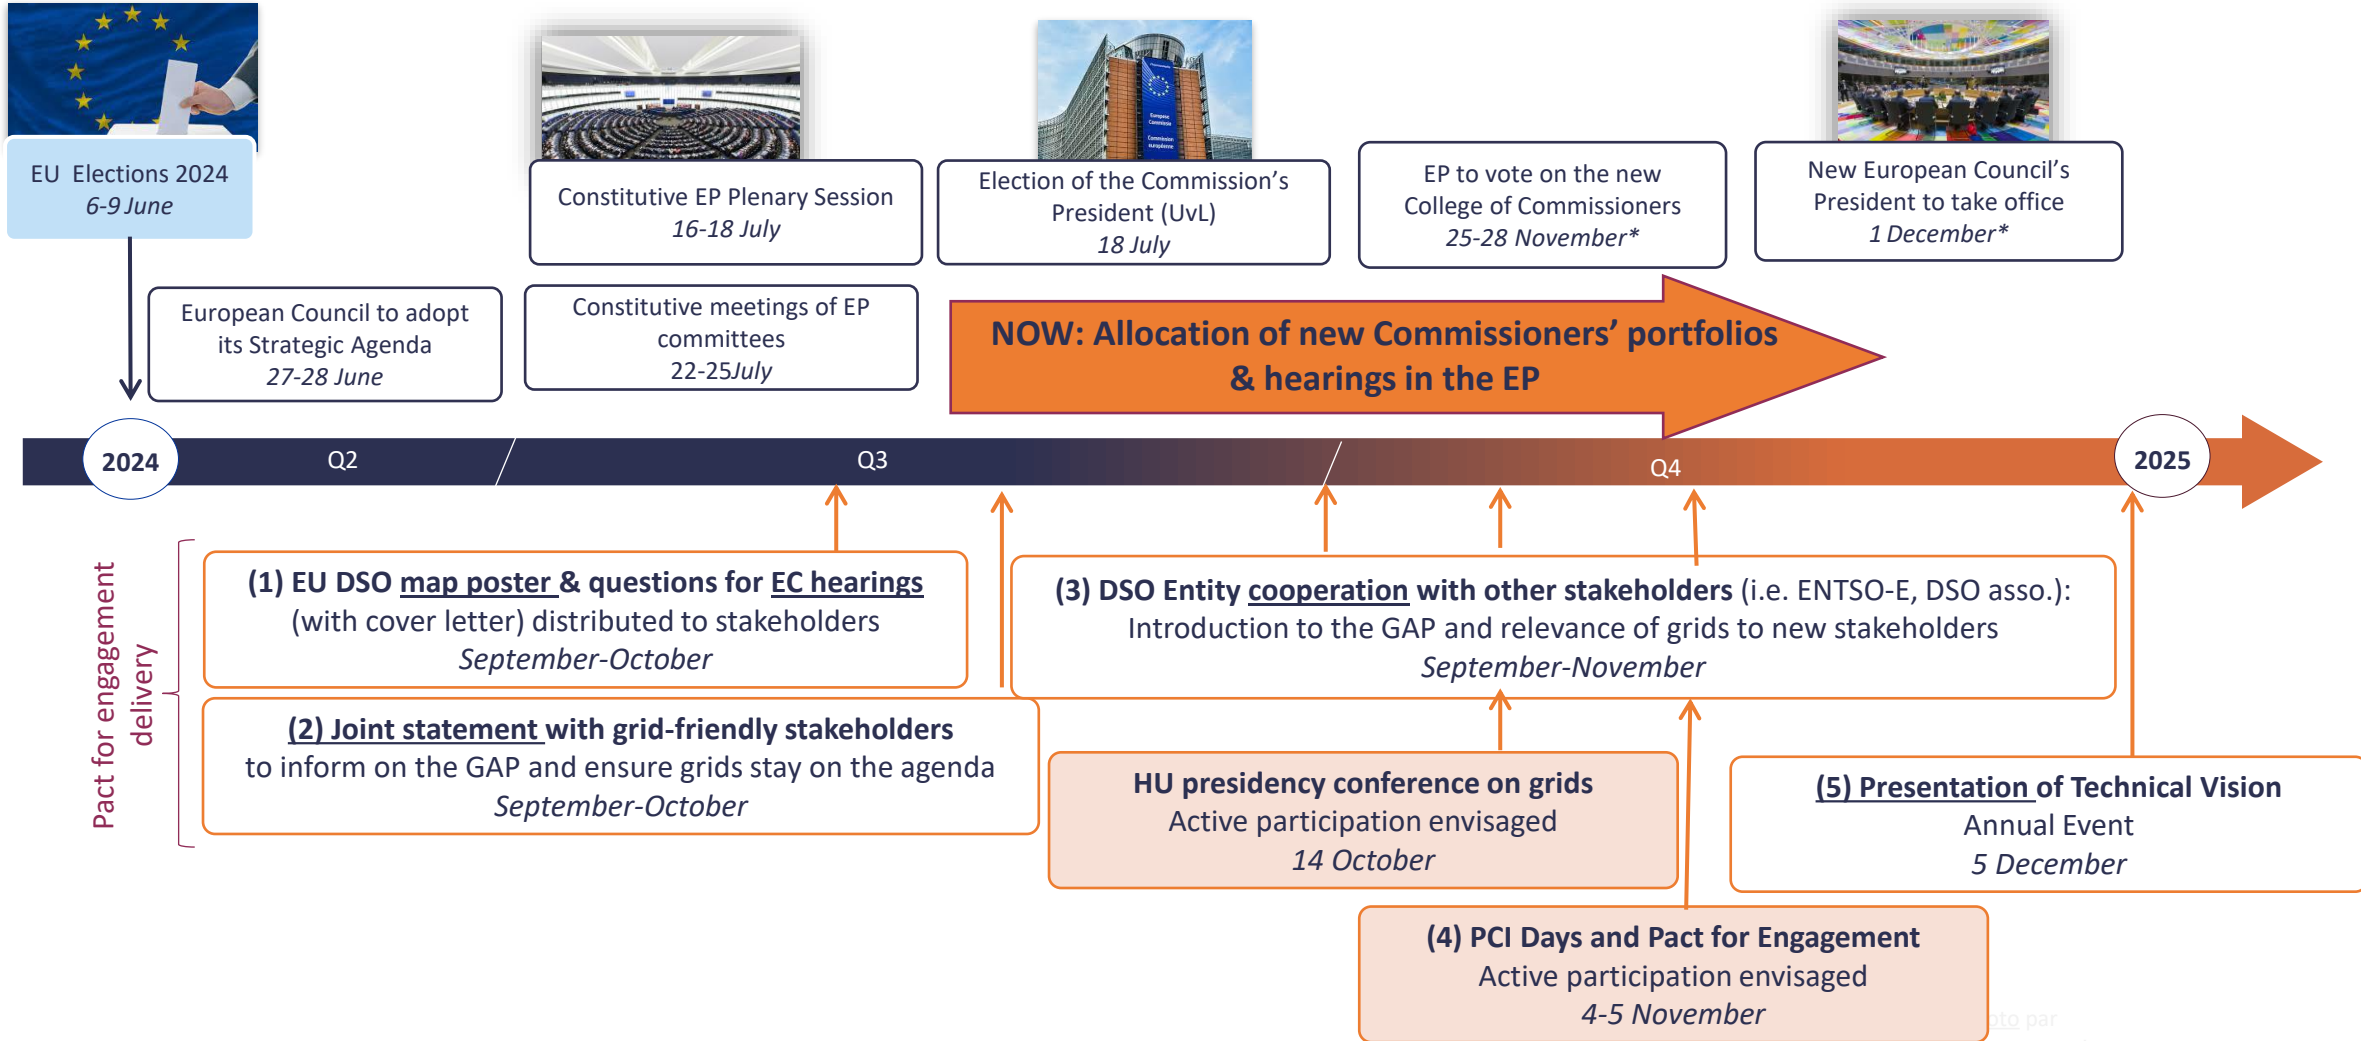 EU Elections 2024
6-9 June
European Council to adopt
its Strategic Agenda
27-28 June
Constitutive EP Plenary Session
16-18 July
Constitutive meetings of EP
committees
22-25July
Election of the Commission's
President (UvL)
18 July
EP to vote on the new
College of Commissioners
25-28 November*
New European Council's
President to take office
1 December*
NOW: Allocation of new Commissioners' portfolios
& hearings in the EP
2024
Q2
Q3
Q4
2025
Pact for engagement
delivery
(1) EU DSO map poster & questions for EC hearings
(with cover letter) distributed to stakeholders
September-October
(2) Joint statement with grid-friendly stakeholders
to inform on the GAP and ensure grids stay on the agenda
September-October
(3) DSO Entity cooperation with other stakeholders (i.e. ENTSO-E, DSO asso.):
Introduction to the GAP and relevance of grids to new stakeholders
September-November
HU presidency conference on grids
Active participation envisaged
14 October
(4) PCI Days and Pact for Engagement
Active participation envisaged
4-5 November
(5) Presentation of Technical Vision
Annual Event
5 December
par